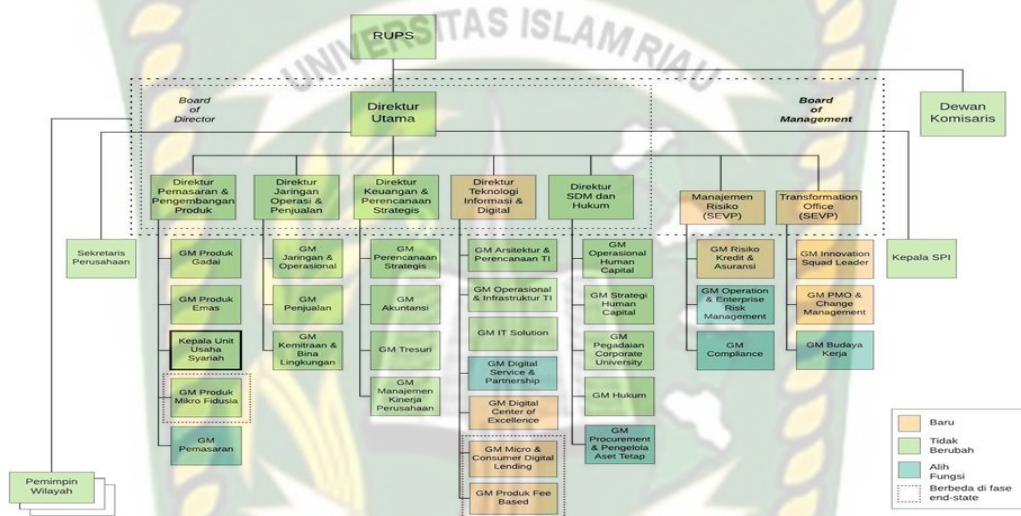 UNIVERSITAS ISLAM RIAU
RUPS
Board
of
Director
Direktur
Utama
Board
of
Management
Dewan
Komisaris
Direktur
Pemasaran &
Pengembangan
Produk
Direktur
Jaringan
Operasi &
Penjualan
Direktur
Keuangan &
Perencanaan
Strategis
Direktur
Teknologi
Informasi &
Digital
Direktur
SDM dan
Hukum
Manajemen
Risiko
(SEVP)
Transformation
Office
(SEVP)
Sekretaris
Perusahaan
Kepala SPI
GM Produk
Gadai
GM Produk
Emas
Kepala Unit
Usaha
Syariah
GM Produk
Mikro Fidusia
GM
Pemasaran
GM
Jaringan &
Operasional
GM
Penjualan
GM
Kemitraan &
Bina
Lingkungan
GM
Perencanaan
Strategis
GM
Akuntansi
GM Tresuri
GM
Manajemen
Kinerja
Perusahaan
GM Arsitektur &
Perencanaan TI
GM Operasional
& Infrastruktur TI
GM IT Solution
GM Digital
Service &
Partnership
GM Digital
Center of
Excellence
GM Micro &
Consumer Digital
Lending
GM Produk Fee
Based
GM
Operasional
Human
Capital
GM
Strategi
Human
Capital
GM
Pegadaian
Corporate
University
GM Hukum
GM
Procurement
& Pengelola
Aset Tetap
GM Risiko
Kredit &
Asuransi
GM Operation
& Enterprise
Risk
Management
GM
Compliance
GM Innovation
Squad Leader
GM PMO &
Change
Management
GM Budaya
Kerja
Pemimpin
Wilayah
Baru
Tidak
Berubah
Alih
Fungsi
Berbeda di fase
end-state